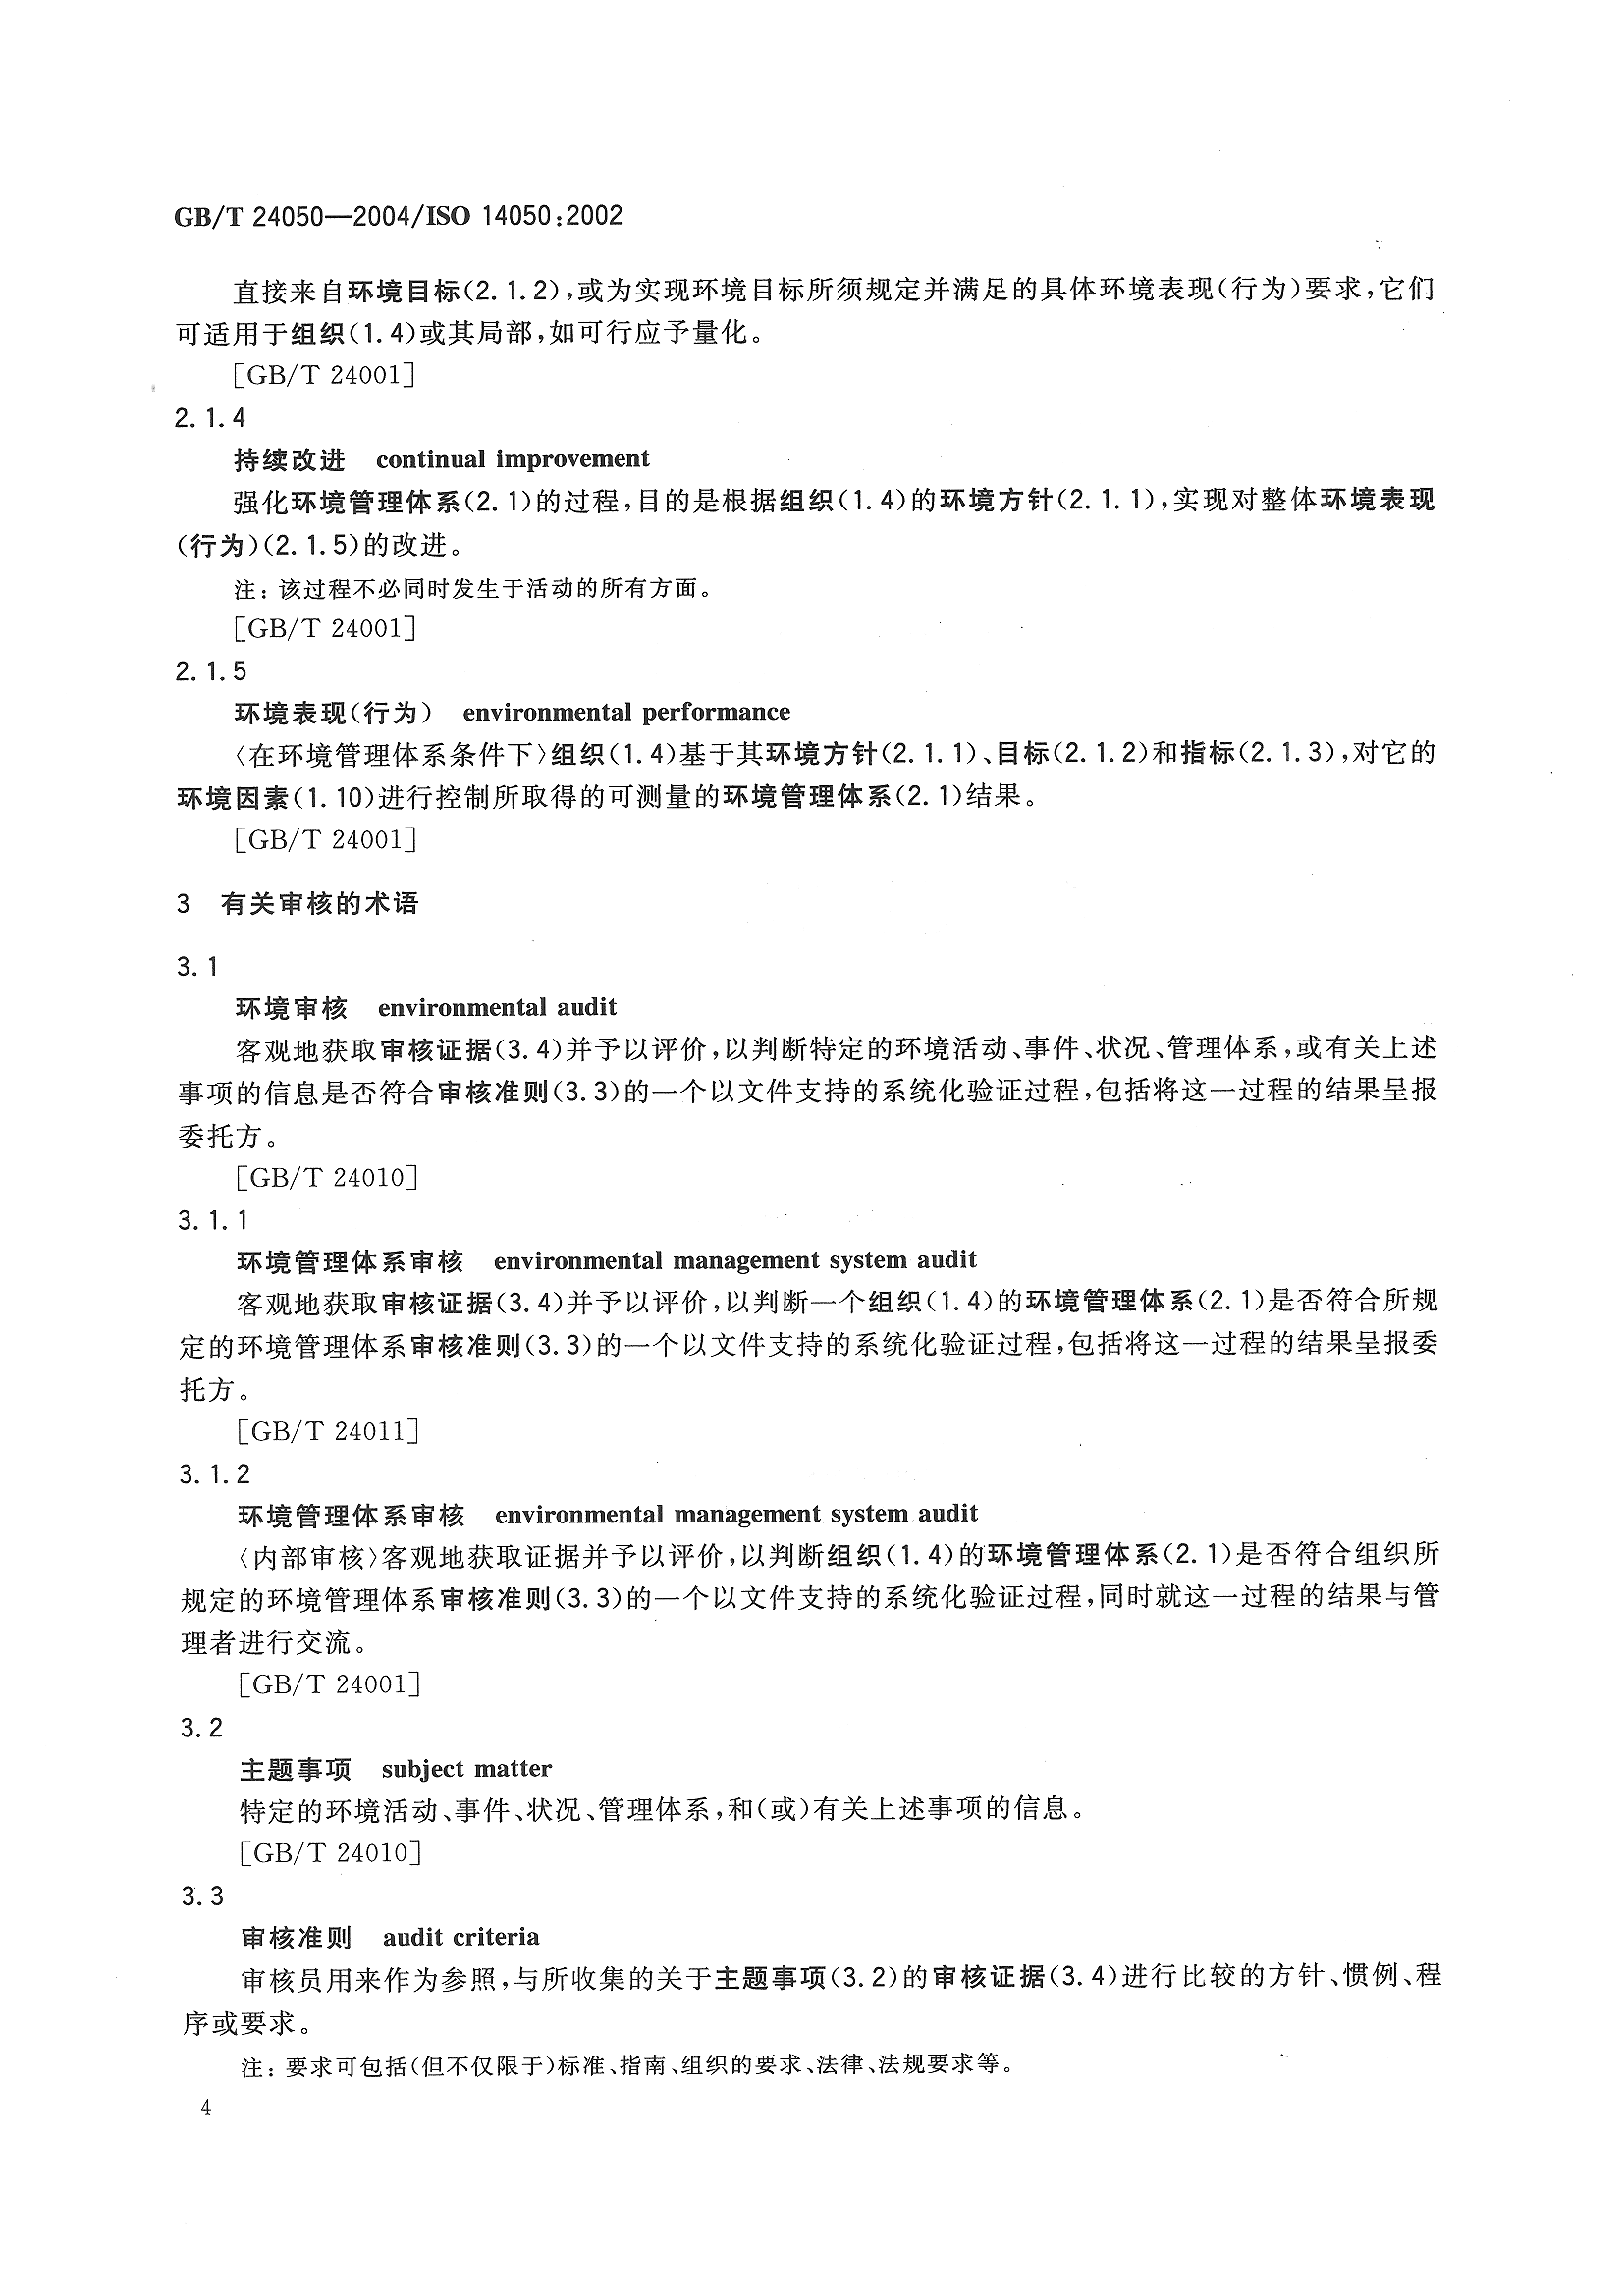 GB/T 24050—2004/ISO 14050:2002
直接来自环境目标(2.1.2),或为实现环境目标所须规定并满足的具体环境表现(行为)要求,它们
可适用于组织(1.4)或其局部,如可行应予量化。
[GB/T 24001]
2.1.4
持续改进 continual improvement
强化环境管理体系(2.1)的过程,目的是根据组织(1.4)的环境方针(2.1.1),实现对整体环境表现
(行为)(2.1.5)的改进。
注:该过程不必同时发生于活动的所有方面。
[GB/T 24001]
2.1.5
环境表现(行为) environmental performance
〈在环境管理体系条件下〉组织(1.4)基于其环境方针(2.1.1)、目标(2.1.2)和指标(2.1.3),对它的
环境因素(1.10)进行控制所取得的可测量的环境管理体系(2.1)结果。
[GB/T 24001]
3 有关审核的术语
3.1
环境审核 environmental audit
客观地获取审核证据(3.4)并予以评价,以判断特定的环境活动、事件、状况、管理体系,或有关上述
事项的信息是否符合审核准则(3.3)的一个以文件支持的系统化验证过程,包括将这一过程的结果呈报
委托方。
[GB/T 24010]
3.1.1
环境管理体系审核 environmental management system audit
客观地获取审核证据(3.4)并予以评价,以判断一个组织(1.4)的环境管理体系(2.1)是否符合所规
定的环境管理体系审核准则(3.3)的一个以文件支持的系统化验证过程,包括将这一过程的结果呈报委
托方。
[GB/T 24011]
3.1.2
环境管理体系审核 environmental management system audit
〈内部审核〉客观地获取证据并予以评价,以判断组织(1.4)的环境管理体系(2.1)是否符合组织所
规定的环境管理体系审核准则(3.3)的一个以文件支持的系统化验证过程,同时就这一过程的结果与管
理者进行交流。
[GB/T 24001]
3.2
主题事项 subject matter
特定的环境活动、事件、状况、管理体系,和(或)有关上述事项的信息。
[GB/T 24010]
3.3
审核准则 audit criteria
审核员用来作为参照,与所收集的关于主题事项(3.2)的审核证据(3.4)进行比较的方针、惯例、程
序或要求。
注:要求可包括(但不仅限于)标准、指南、组织的要求、法律、法规要求等。
4